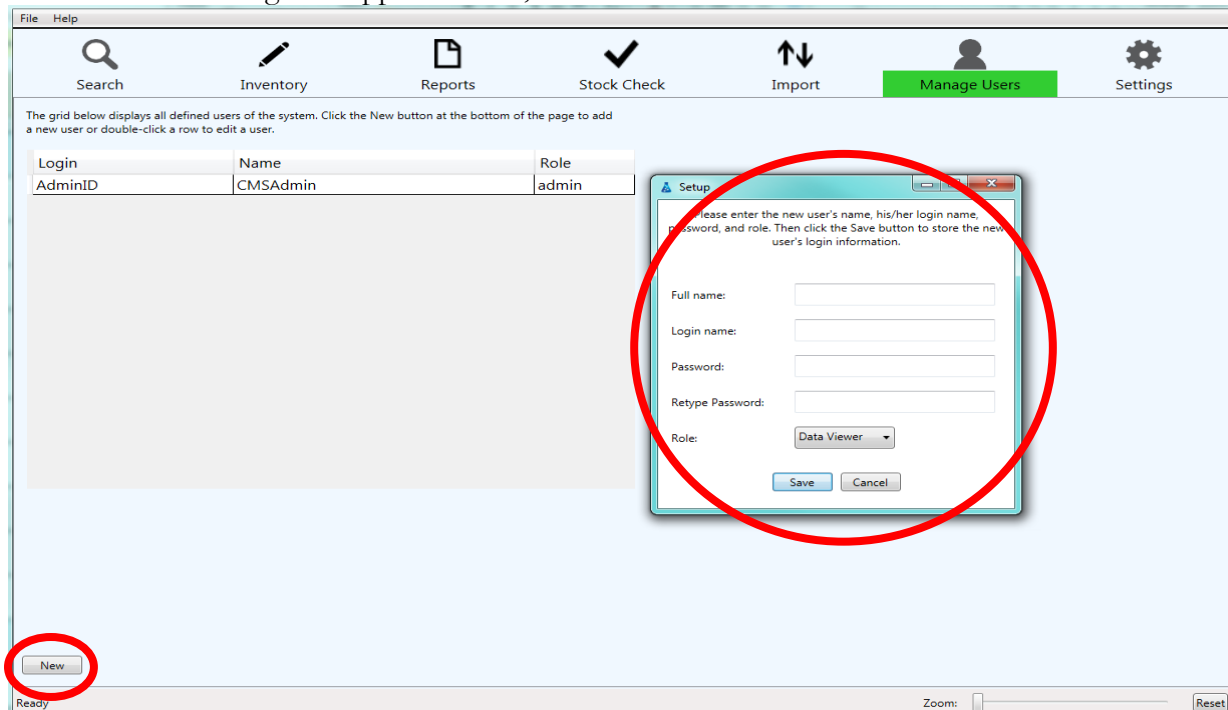 File Help
Search Inventory Reports Stock Check Import Manage Users Settings
The grid below displays all defined users of the system. Click the New button at the bottom of the page to add
a new user or double-click a row to edit a user.
Login Name Role
AdminID CMSAdmin admin
Setup
Please enter the new user's name, his/her login name,
password, and role. Then click the Save button to store the new
user's login information.
Full name:
Login name:
Password:
Retype Password:
Role: Data Viewer
Save Cancel
New
Ready Zoom: Reset